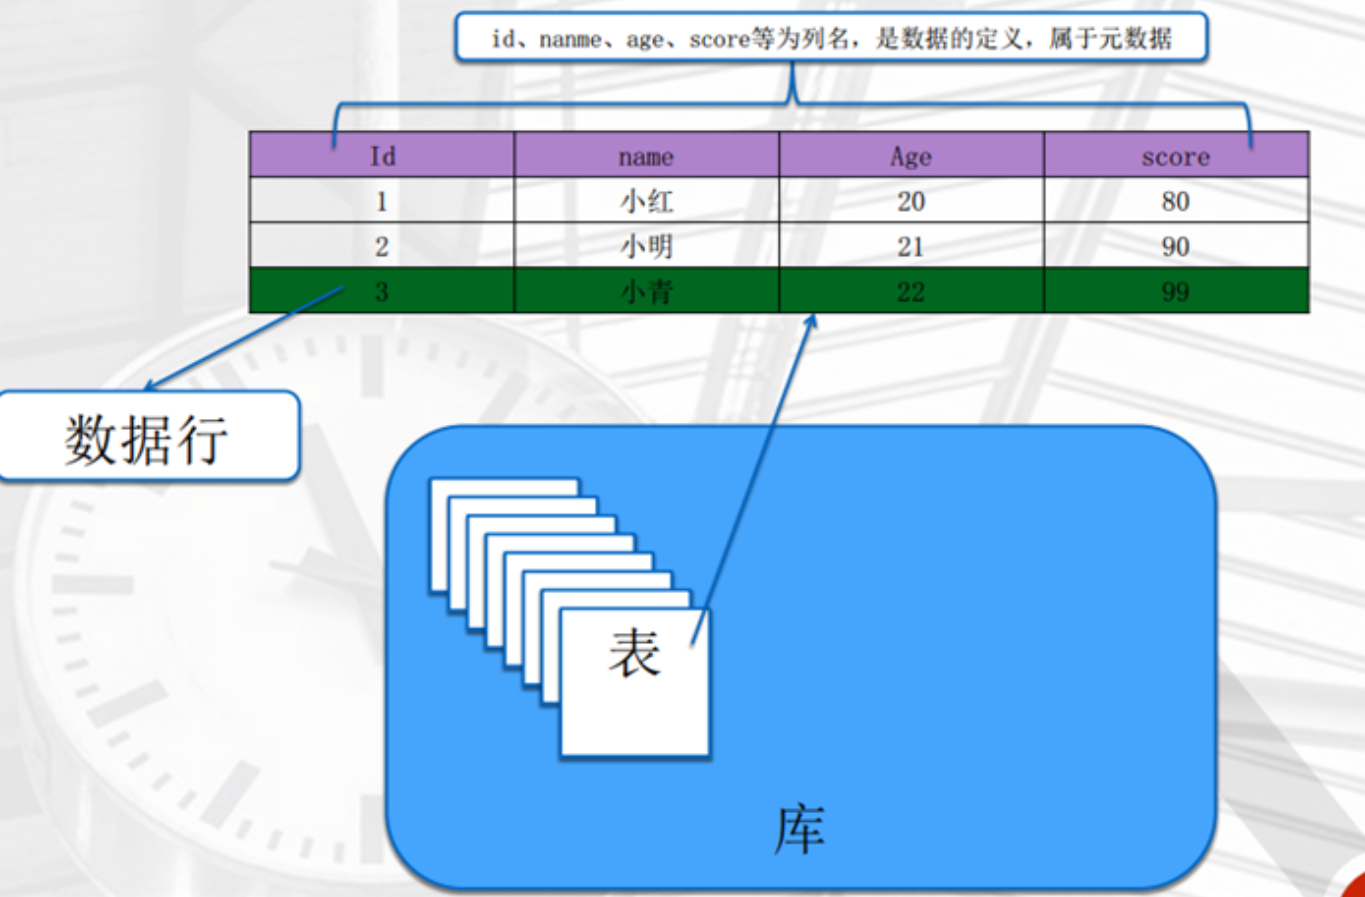 id、nanme、age、score等为列名，是数据的定义，属于元数据
Id name Age score
1 小红 20 80
2 小明 21 90
3 小青 22 99
数据行
表
库